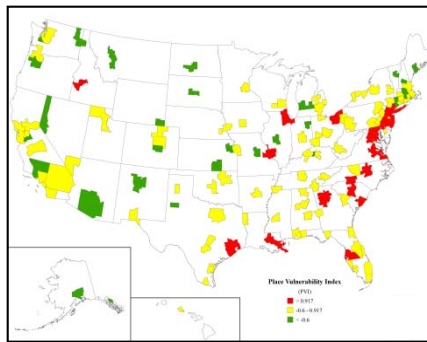 Place Vulnerability Index
(PVI)
> 0.917
-0.6 - 0.917
< -0.6